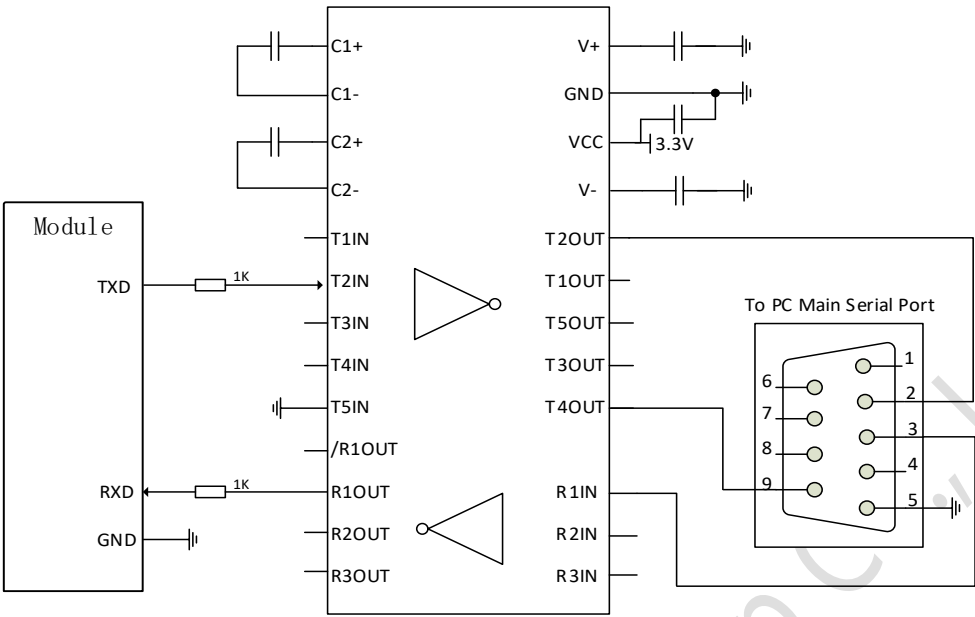 Module
TXD
RXD
GND
1K
1K
C1+
C1-
C2+
C2-
T1IN
T2IN
T3IN
T4IN
T5IN
/R1OUT
R1OUT
R2OUT
R3OUT
V+
GND
VCC
3.3V
V-
T2OUT
T1OUT
T5OUT
T3OUT
T4OUT
R1IN
R2IN
R3IN
To PC Main Serial Port
1
6
2
7
3
8
4
9
5